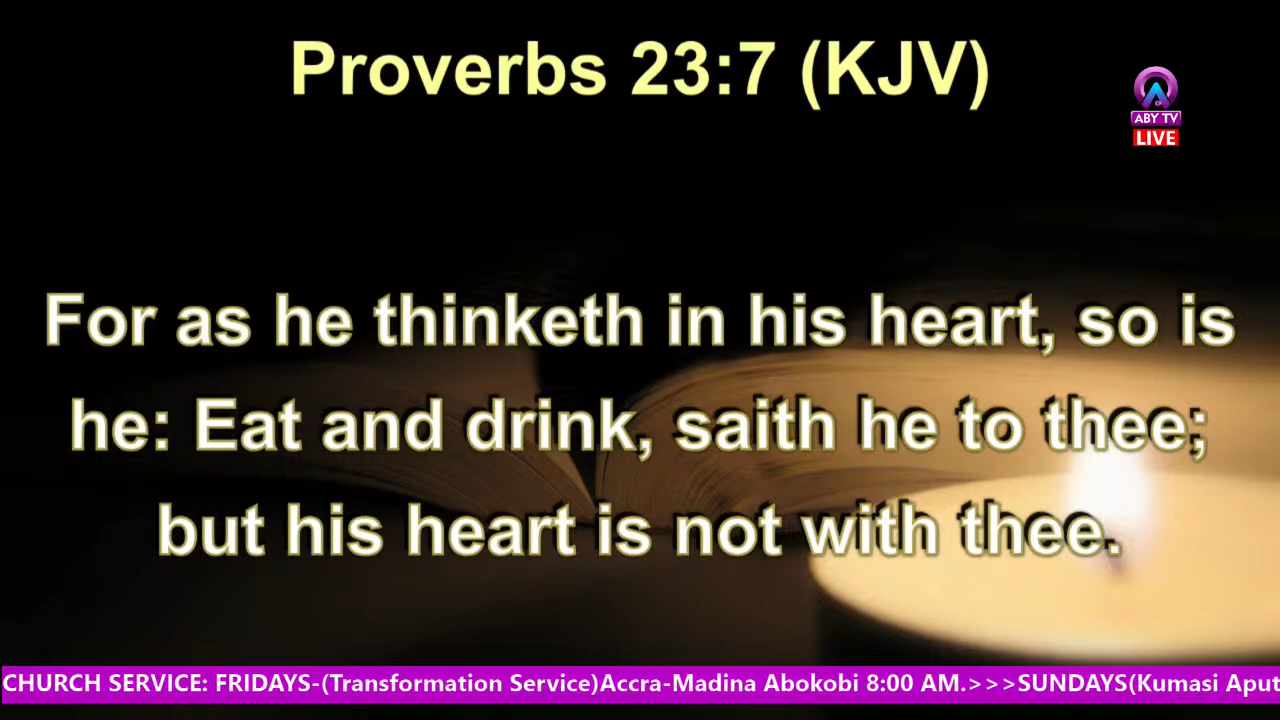 Proverbs 23:7 (KJV)
ABY TV
LIVE
For as he thinketh in his heart, so is
he: Eat and drink, saith he to thee;
but his heart is not with thee.
CHURCH SERVICE: FRIDAYS-(Transformation Service)Accra-Madina Abokobi 8:00 AM.>>>SUNDAYS(Kumasi Aput